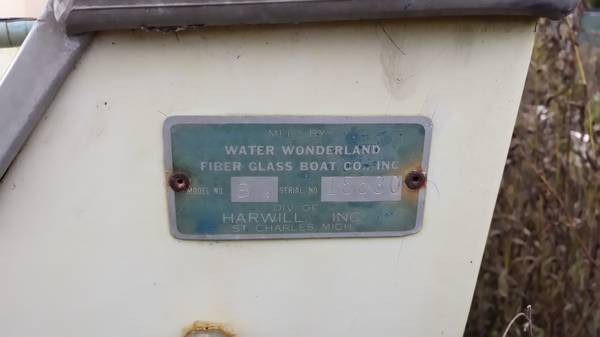 MFD. BY
WATER WONDERLAND
FIBER GLASS BOAT CO., INC
MODEL NO. SERIAL NO 15630
DIV. OF
HARWILL INC
ST. CHARLES, MICH.